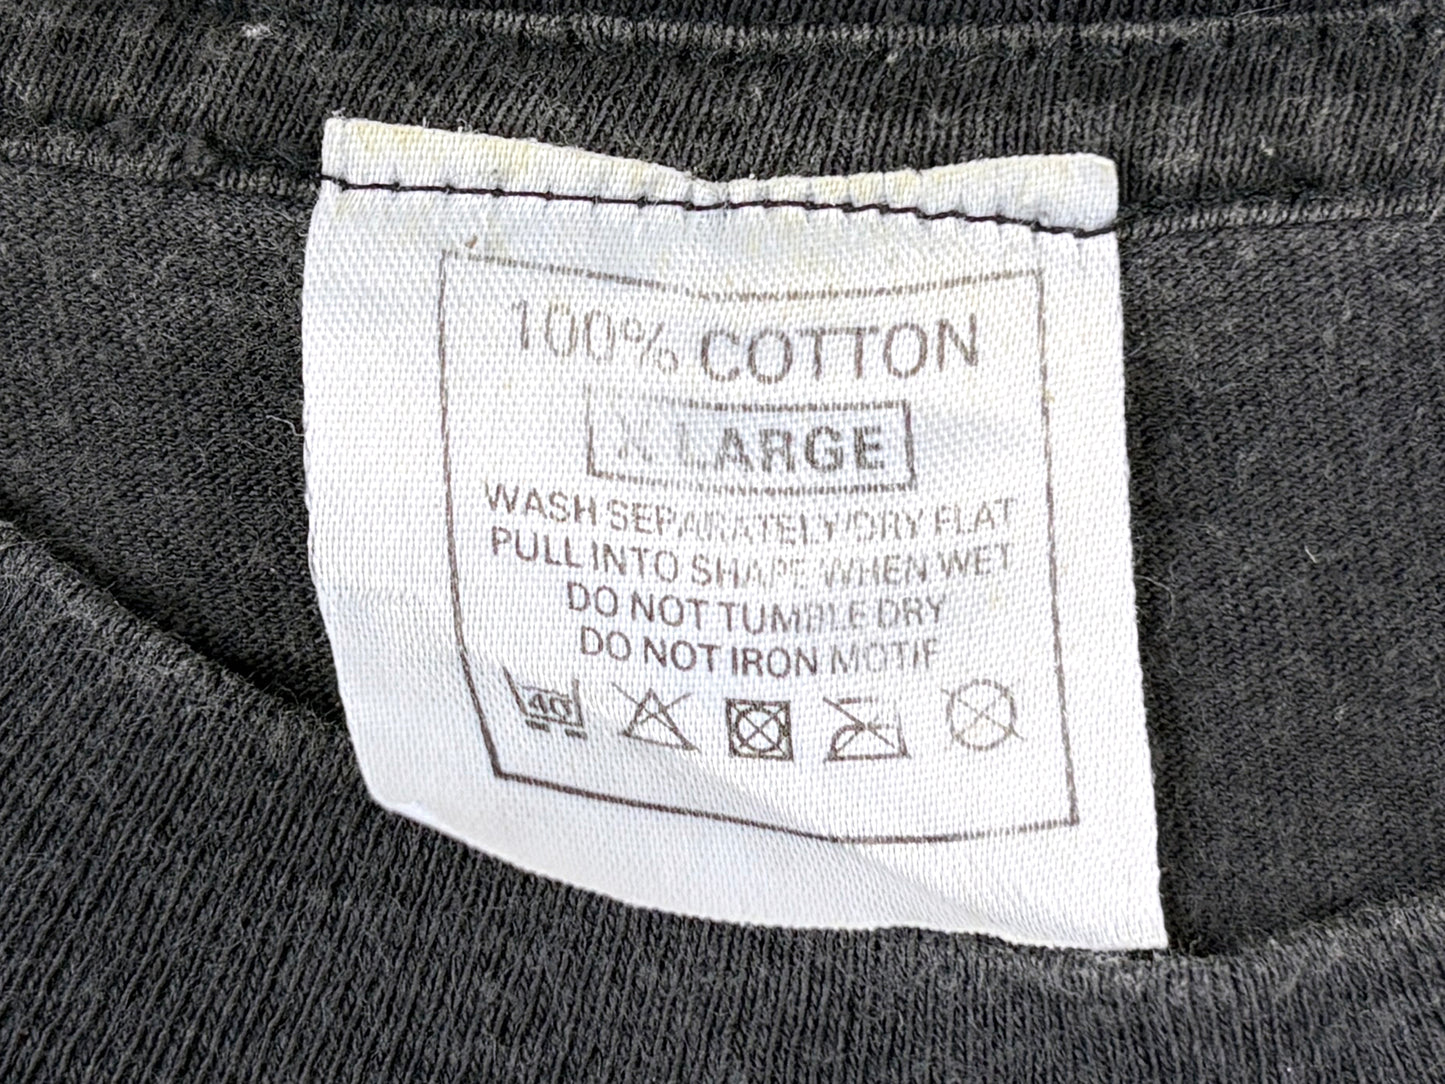 100% COTTON
X LARGE
WASH SEPARATELY/DRY FLAT
PULL INTO SHAPE WHEN WET
DO NOT TUMBLE DRY
DO NOT IRON MOTIF
40